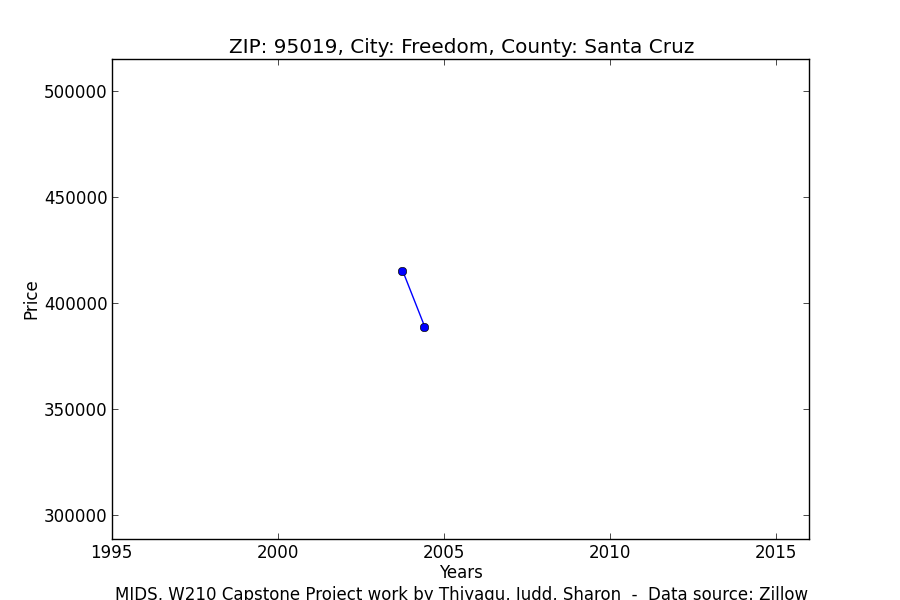 ZIP: 95019, City: Freedom, County: Santa Cruz
500000
450000
400000
350000
300000
Price
1995 2000 2005 2010 2015
Years
MIDS, W210 Capstone Project work by Thiyagu, Judd, Sharon - Data source: Zillow